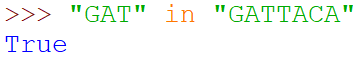 >>> "GAT" in "GATTACA"
True